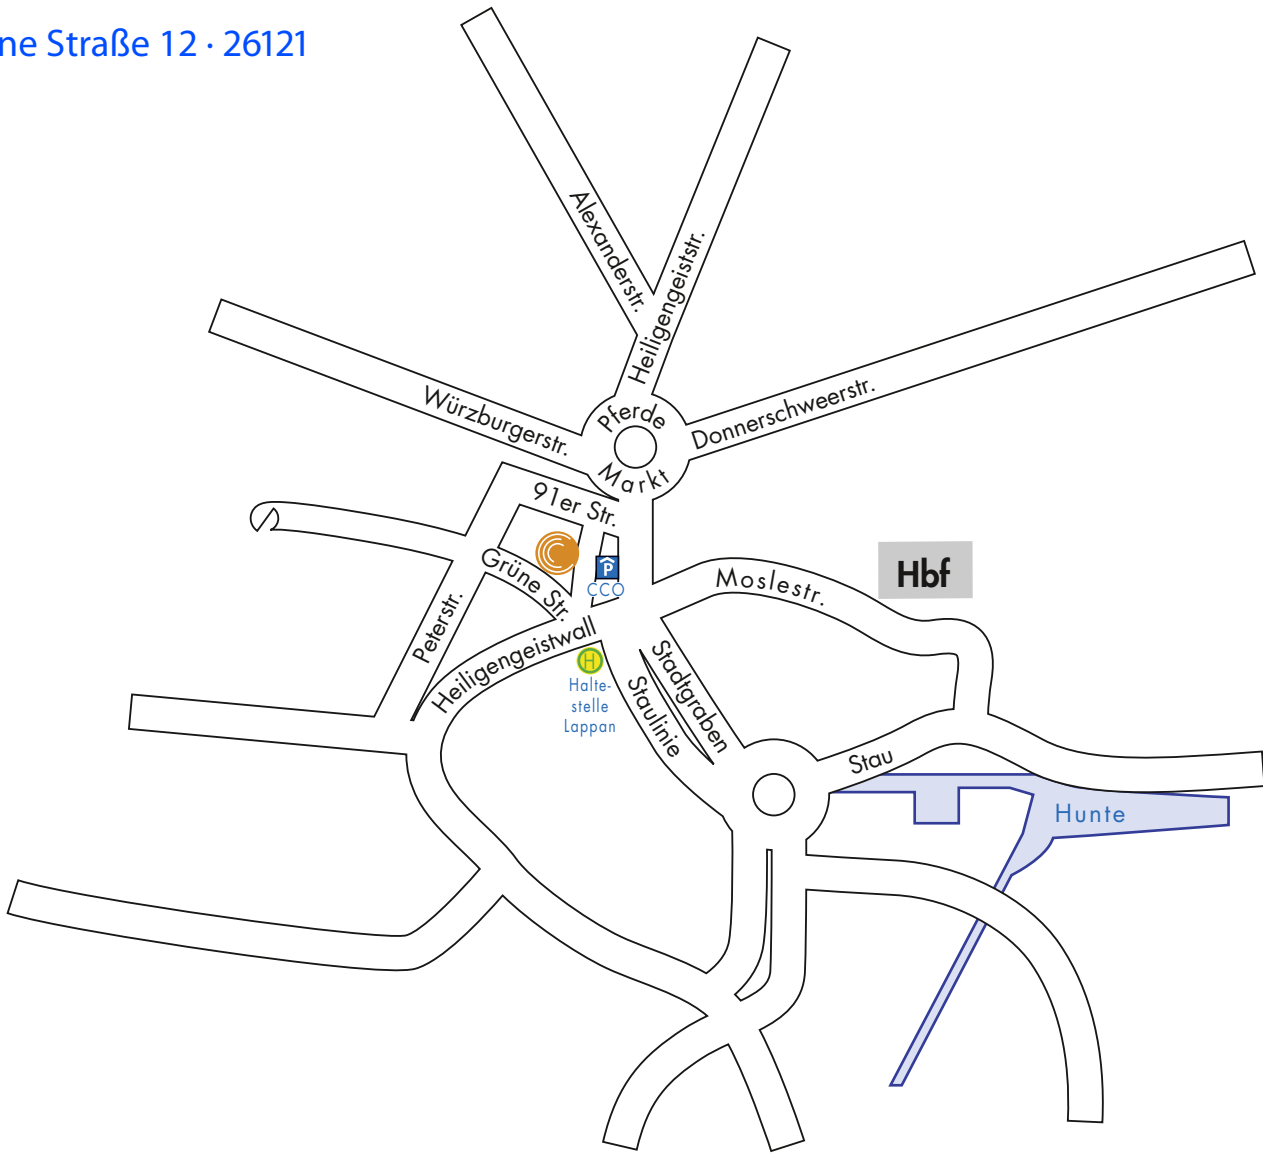 ne Straße 12 · 26121
Alexanderstr.
Heiligengeiststr.
Würzburgerstr.
Pferde
Markt
Donnerschweerstr.
91er Str.
Grüne Str.
P
CCO
Moslestr.
Hbf
Peterstr.
Heiligengeistwall
H
Halte-
stelle
Lappan
Stadtgraben
Staulinie
Stau
Hunte